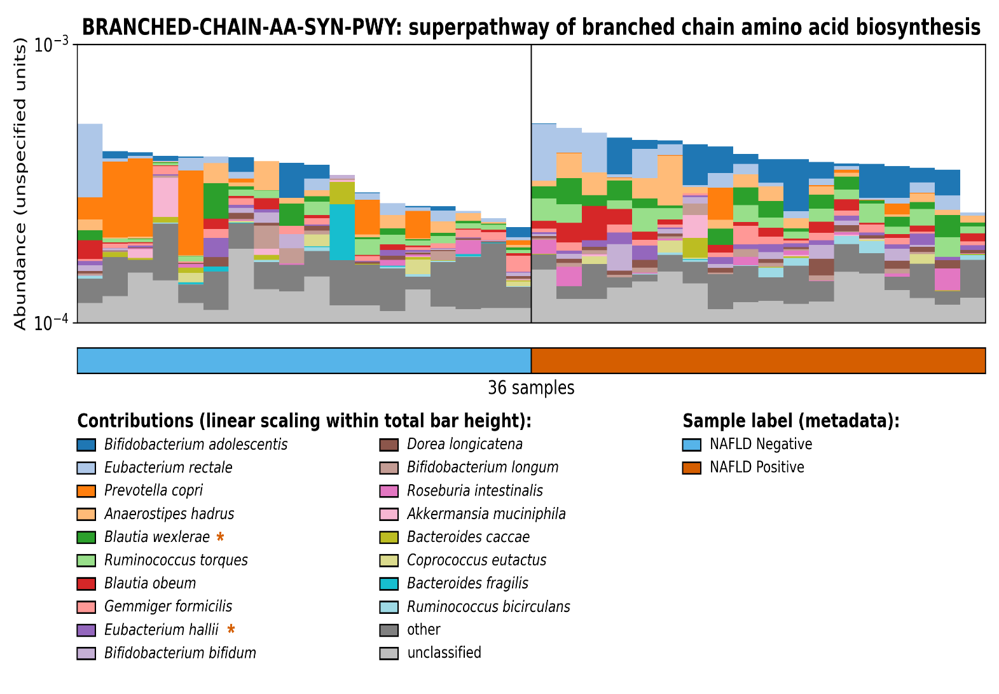 BRANCHED-CHAIN-AA-SYN-PWY: superpathway of branched chain amino acid biosynthesis
Abundance (unspecified units)
10⁻³
10⁻⁴
36 samples
Contributions (linear scaling within total bar height):
Bifidobacterium adolescentis
Eubacterium rectale
Prevotella copri
Anaerostipes hadrus
Blautia wexlerae *
Ruminococcus torques
Blautia obeum
Gemmiger formicilis
Eubacterium hallii *
Bifidobacterium bifidum
Dorea longicatena
Bifidobacterium longum
Roseburia intestinalis
Akkermansia muciniphila
Bacteroides caccae
Coprococcus eutactus
Bacteroides fragilis
Ruminococcus bicirculans
other
unclassified
Sample label (metadata):
NAFLD Negative
NAFLD Positive